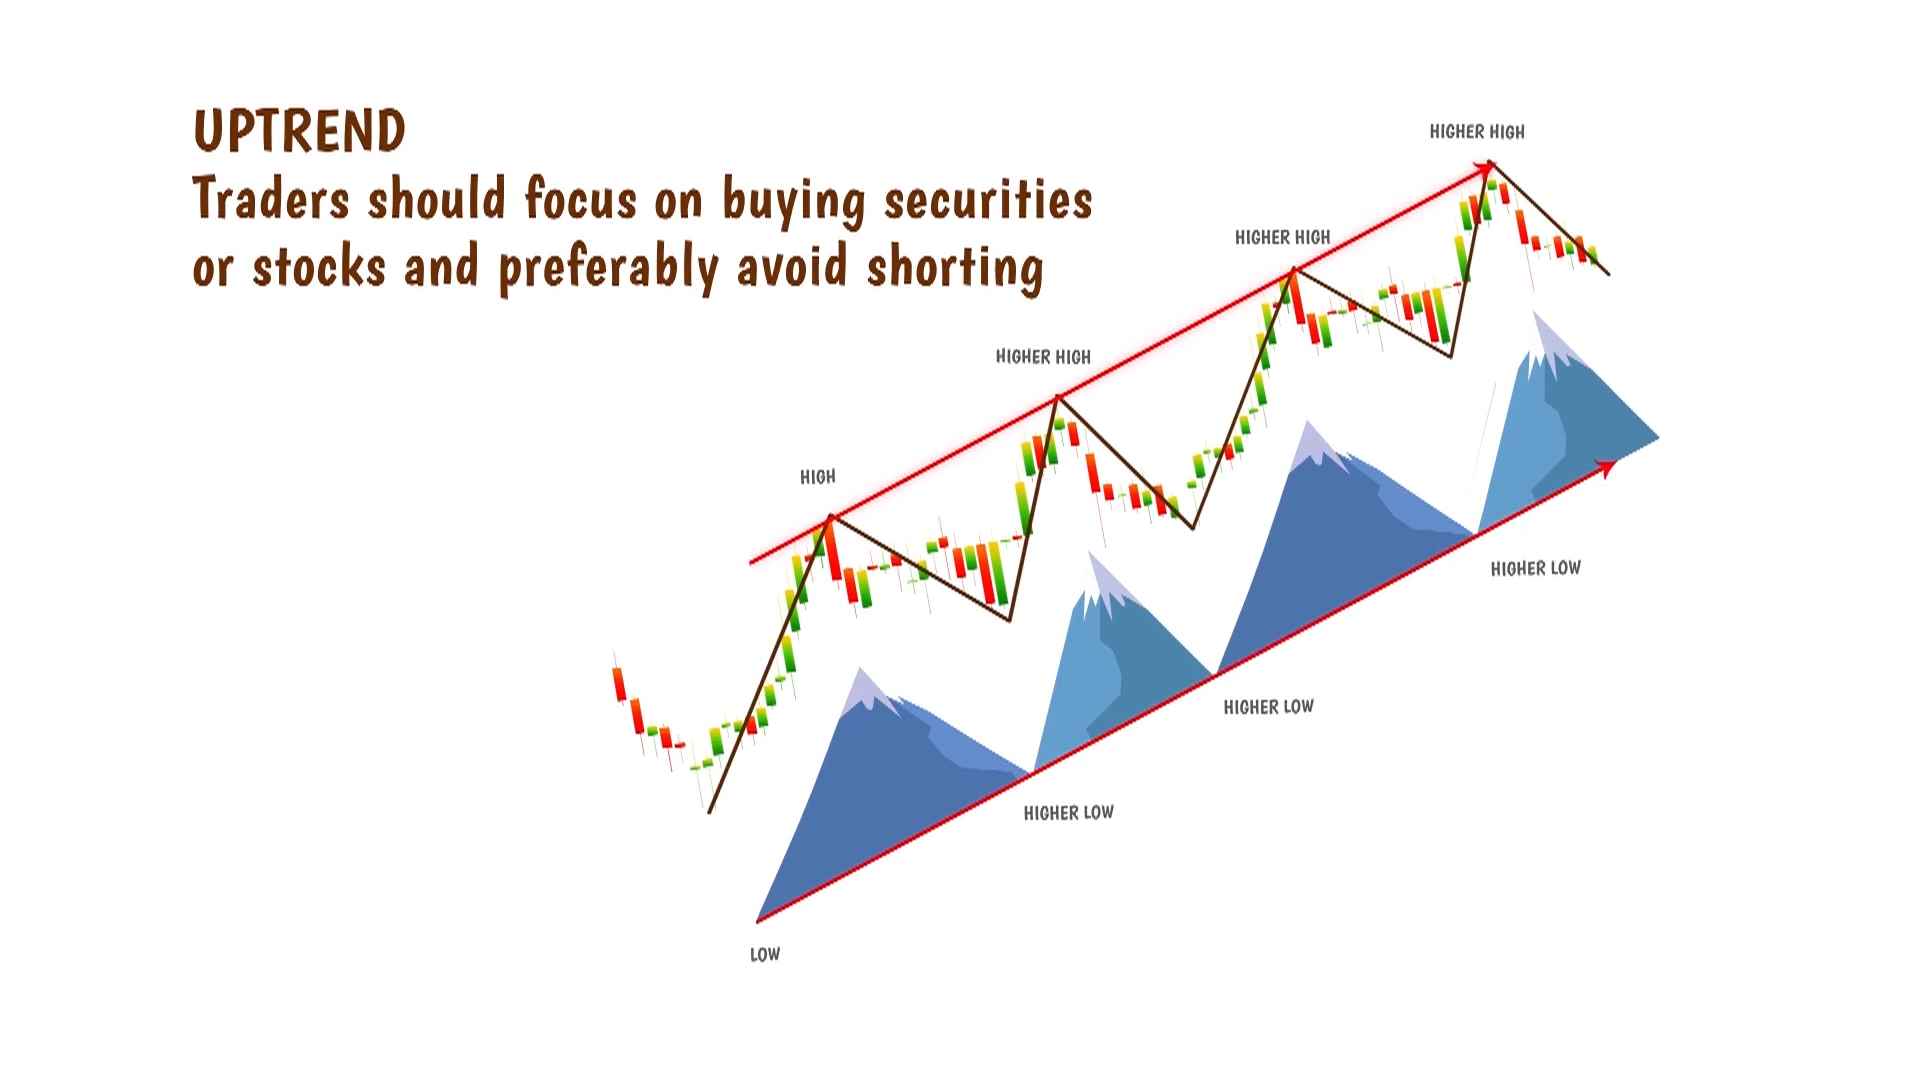 UPTREND
Traders should focus on buying securities
or stocks and preferably avoid shorting
HIGHER HIGH
HIGHER HIGH
HIGHER HIGH
HIGH
HIGHER LOW
HIGHER LOW
HIGHER LOW
LOW